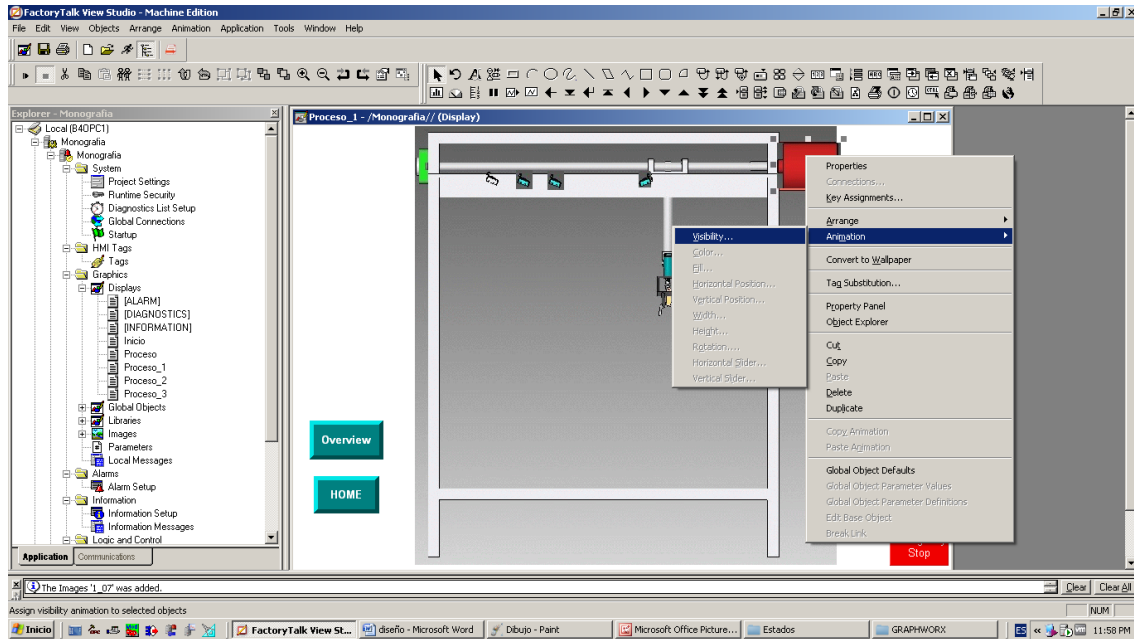 FactoryTalk View Studio - Machine Edition
File Edit View Objects Arrange Animation Application Tools Window Help
Explorer - Monografia
Local (B4OPC1)
Monografia
Monografia
System
Project Settings
Runtime Security
Diagnostics List Setup
Global Connections
Startup
HMI Tags
Tags
Graphics
Displays
[ALARM]
[DIAGNOSTICS]
[INFORMATION]
Inicio
Proceso
Proceso_1
Proceso_2
Proceso_3
Global Objects
Libraries
Images
Parameters
Local Messages
Alarms
Alarm Setup
Information
Information Setup
Information Messages
Logic and Control
Application Communications
Proceso_1 - /Monografia// (Display)
Overview
HOME
Stop
Visibility...
Color...
Fill...
Horizontal Position...
Vertical Position...
Width...
Height...
Rotation....
Horizontal Slider...
Vertical Slider...
Properties
Connections...
Key Assignments...
Arrange
Animation
Convert to Wallpaper
Tag Substitution...
Property Panel
Object Explorer
Cut
Copy
Paste
Delete
Duplicate
Copy Animation
Paste Animation
Global Object Defaults
Global Object Parameter Values
Global Object Parameter Definitions
Edit Base Object
Break Link
The Images '1_07' was added.
Clear Clear All
Assign visibility animation to selected objects
NUM
Inicio FactoryTalk View St... diseño - Microsoft Word Dibujo - Paint Microsoft Office Picture... Estados GRAPHWORX ES 11:58 PM